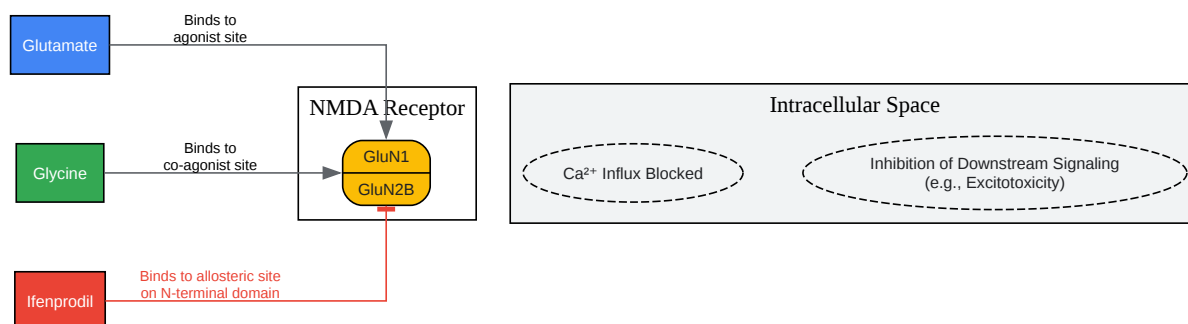 Glutamate
Binds to
agonist site
NMDA Receptor
GluN1
GluN2B
Glycine
Binds to
co-agonist site
Ifenprodil
Binds to allosteric site
on N-terminal domain
Intracellular Space
Ca²⁺ Influx Blocked
Inhibition of Downstream Signaling
(e.g., Excitotoxicity)